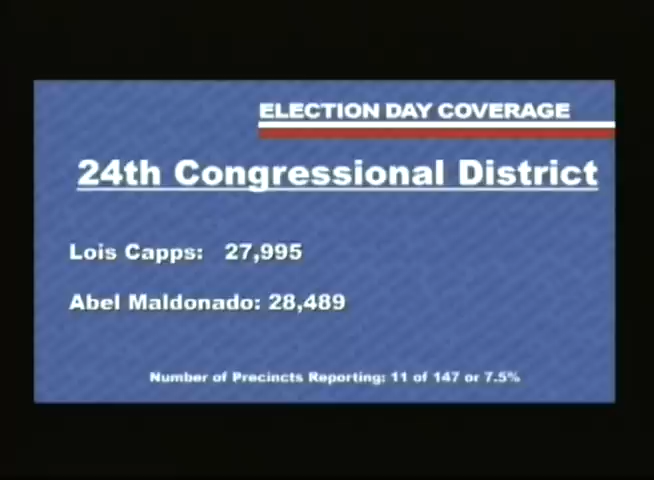 ELECTION DAY COVERAGE
24th Congressional District
Lois Capps: 27,995
Abel Maldonado: 28,489
Number of Precincts Reporting: 11 of 147 or 7.5%